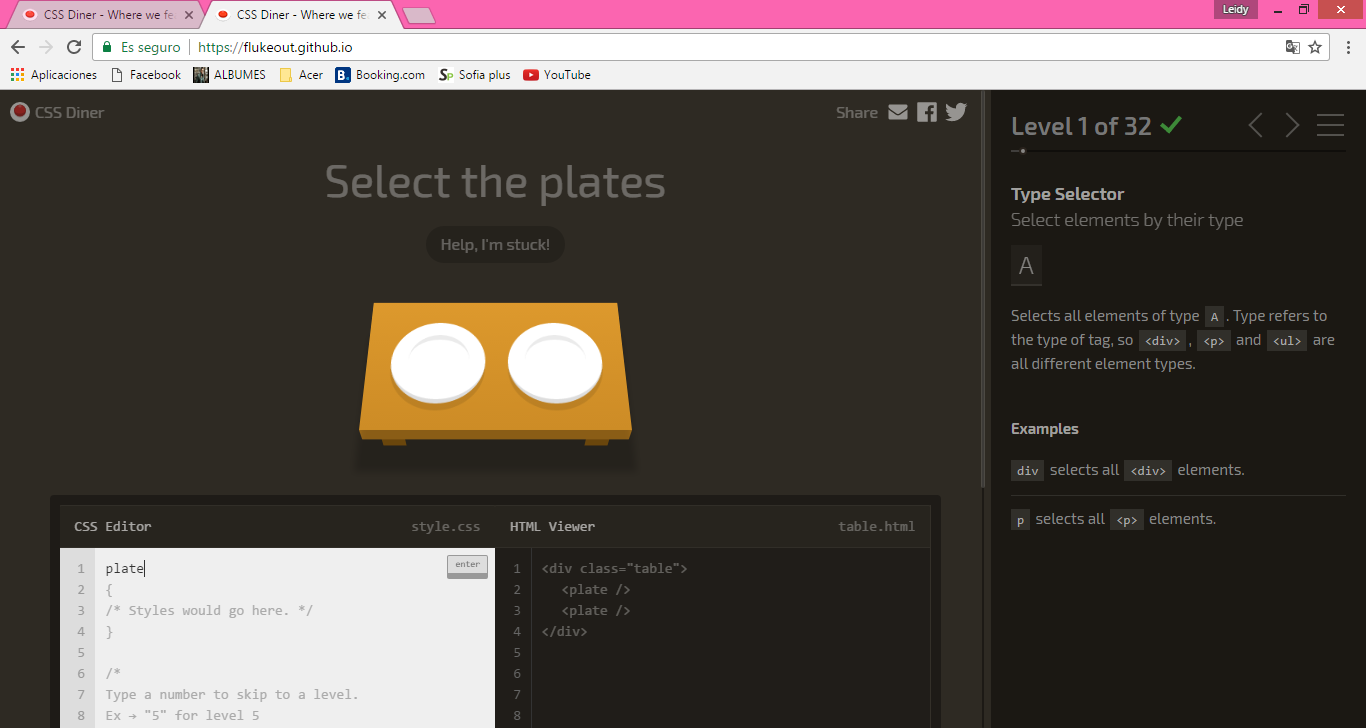 CSS Diner - Where we fe
CSS Diner - Where we fe
Leidy
Es seguro https://flukeout.github.io
Aplicaciones Facebook ALBUMES Acer B. Booking.com Sp Sofia plus YouTube
CSS Diner
Share
Select the plates
Help, I'm stuck!
CSS Editor style.css
enter
1 plate
2 {
3 /* Styles would go here. */
4 }
5
6 /*
7 Type a number to skip to a level.
8 Ex → "5" for level 5
HTML Viewer table.html
1 <div class="table">
2 <plate />
3 <plate />
4 </div>
5
6
7
8
Level 1 of 32
Type Selector
Select elements by their type
A
Selects all elements of type A . Type refers to
the type of tag, so <div> , <p> and <ul> are
all different element types.
Examples
div selects all <div> elements.
p selects all <p> elements.